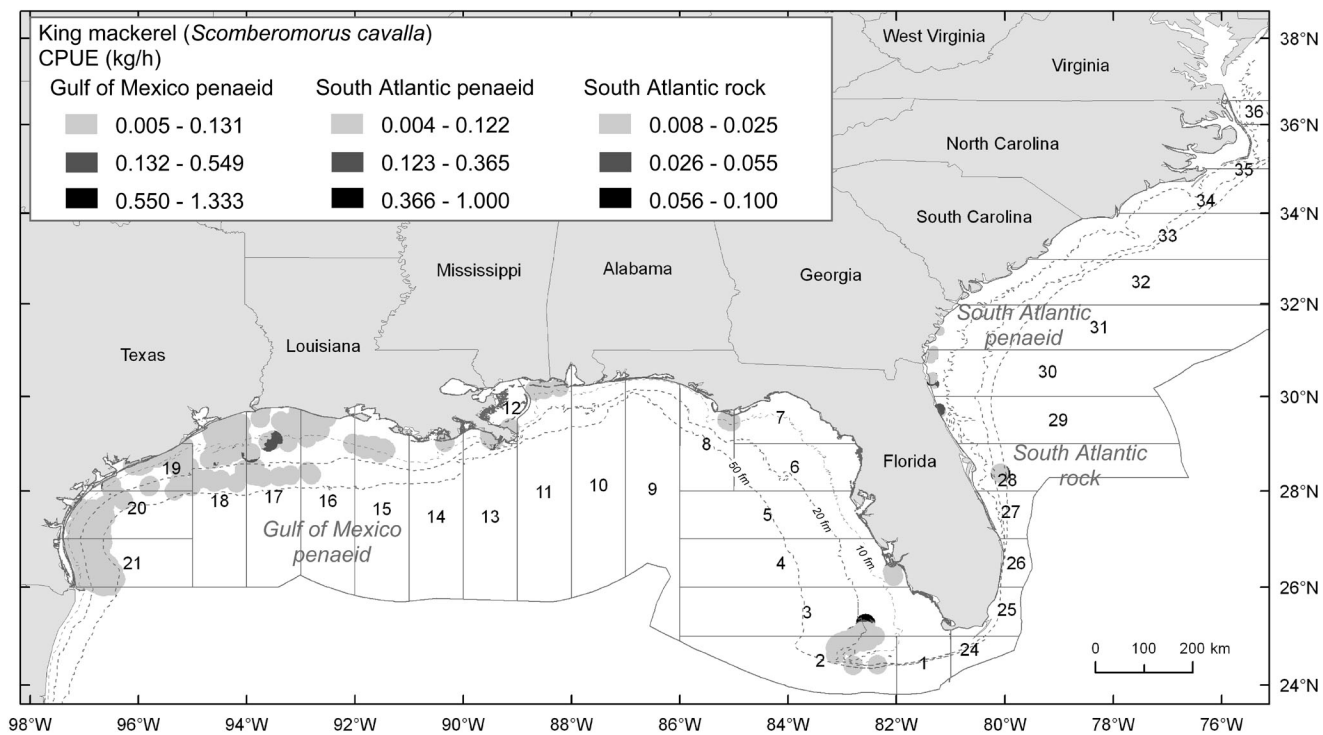 King mackerel (Scomberomorus cavalla)
CPUE (kg/h)
Gulf of Mexico penaeid South Atlantic penaeid South Atlantic rock
0.005 - 0.131 0.004 - 0.122 0.008 - 0.025
0.132 - 0.549 0.123 - 0.365 0.026 - 0.055
0.550 - 1.333 0.366 - 1.000 0.056 - 0.100
West Virginia
Virginia
North Carolina
South Carolina
Georgia
Alabama
Mississippi
Louisiana
Texas
Florida
South Atlantic
penaeid
South Atlantic
rock
Gulf of Mexico
penaeid
36
35
34
33
32
31
30
29
28
27
26
25
24
1
2
3
4
5
6
7
8
9
10
11
12
13
14
15
16
17
18
19
20
21
50 fm.
20 fm.
10 fm.
0 100 200 km
38°N
36°N
34°N
32°N
30°N
28°N
26°N
24°N
98°W 96°W 94°W 92°W 90°W 88°W 86°W 84°W 82°W 80°W 78°W 76°W